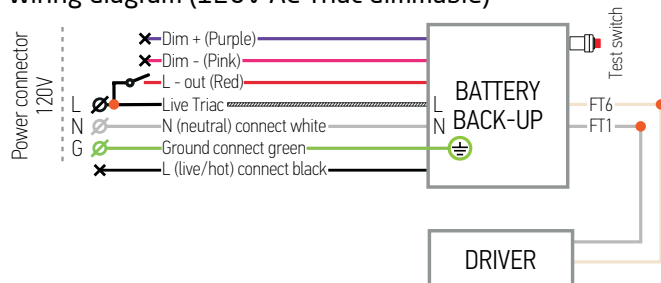 Wiring diagram (120V AC Triac dimmable)
Power connector
120V
Dim + (Purple)
Dim - (Pink)
L - out (Red)
L
Live Triac
N
N (neutral) connect white
G
Ground connect green
L (live/hot) connect black
L
N
BATTERY
BACK-UP
Test switch
FT6
FT1
DRIVER